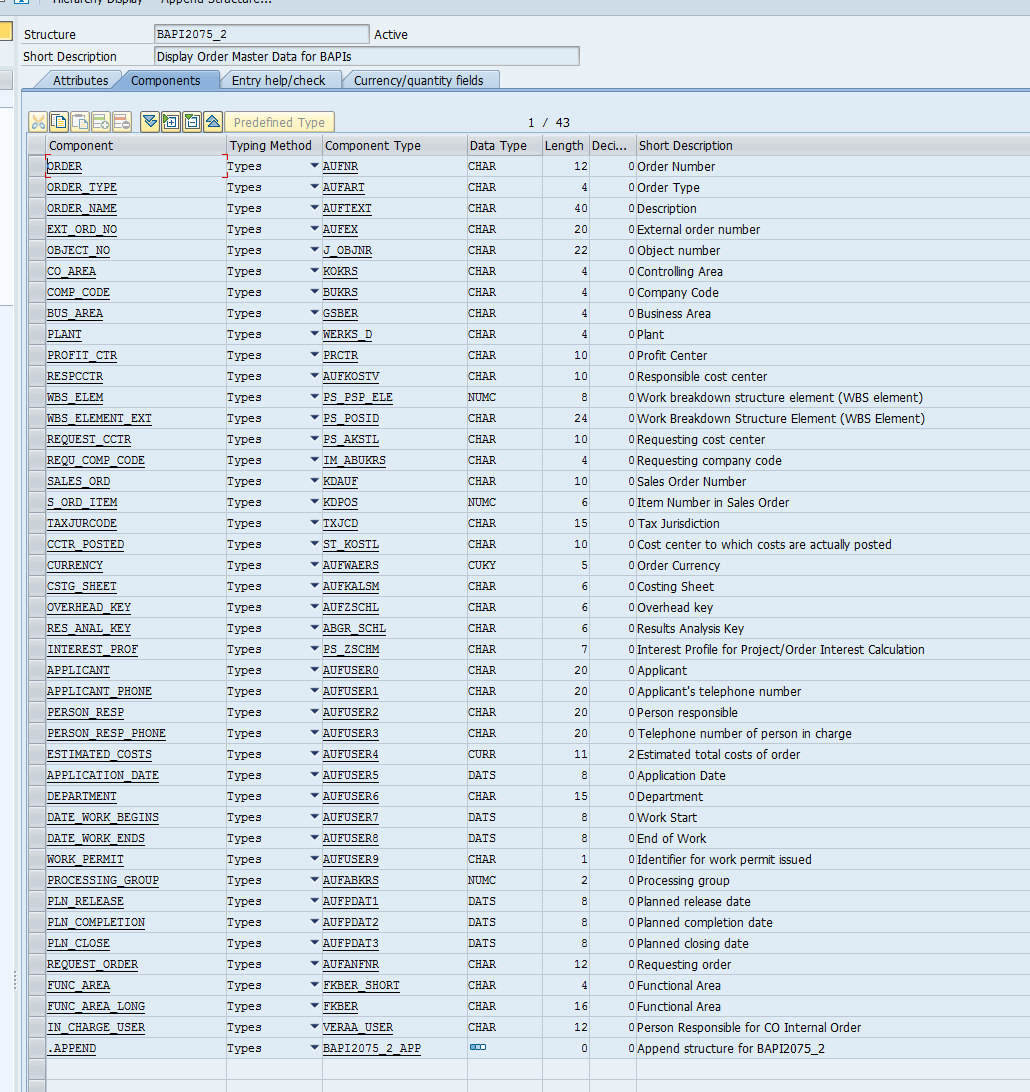 Hierarchy Display Append Structure...
Structure BAPI2075_2 Active
Short Description Display Order Master Data for BAPIs
Attributes Components Entry help/check Currency/quantity fields
Predefined Type 1 / 43
Component Typing Method Component Type Data Type Length Deci... Short Description
ORDER Types AUFNR CHAR 12 0 Order Number
ORDER_TYPE Types AUFART CHAR 4 0 Order Type
ORDER_NAME Types AUFTEXT CHAR 40 0 Description
EXT_ORD_NO Types AUFEX CHAR 20 0 External order number
OBJECT_NO Types J_OBJNR CHAR 22 0 Object number
CO_AREA Types KOKRS CHAR 4 0 Controlling Area
COMP_CODE Types BUKRS CHAR 4 0 Company Code
BUS_AREA Types GSBER CHAR 4 0 Business Area
PLANT Types WERKS_D CHAR 4 0 Plant
PROFIT_CTR Types PRCTR CHAR 10 0 Profit Center
RESPCCTR Types AUFKOSTV CHAR 10 0 Responsible cost center
WBS_ELEM Types PS_PSP_ELE NUMC 8 0 Work breakdown structure element (WBS element)
WBS_ELEMENT_EXT Types PS_POSID CHAR 24 0 Work Breakdown Structure Element (WBS Element)
REQUEST_CCTR Types PS_AKSTL CHAR 10 0 Requesting cost center
REQU_COMP_CODE Types IM_ABUKRS CHAR 4 0 Requesting company code
SALES_ORD Types KDAUF CHAR 10 0 Sales Order Number
S_ORD_ITEM Types KDPOS NUMC 6 0 Item Number in Sales Order
TAXJURCODE Types TXJCD CHAR 15 0 Tax Jurisdiction
CCTR_POSTED Types ST_KOSTL CHAR 10 0 Cost center to which costs are actually posted
CURRENCY Types AUFWAERS CUKY 5 0 Order Currency
CSTG_SHEET Types AUFKALSM CHAR 6 0 Costing Sheet
OVERHEAD_KEY Types AUFZSCHL CHAR 6 0 Overhead key
RES_ANAL_KEY Types ABGR_SCHL CHAR 6 0 Results Analysis Key
INTEREST_PROF Types PS_ZSCHM CHAR 7 0 Interest Profile for Project/Order Interest Calculation
APPLICANT Types AUFUSER0 CHAR 20 0 Applicant
APPLICANT_PHONE Types AUFUSER1 CHAR 20 0 Applicant's telephone number
PERSON_RESP Types AUFUSER2 CHAR 20 0 Person responsible
PERSON_RESP_PHONE Types AUFUSER3 CHAR 20 0 Telephone number of person in charge
ESTIMATED_COSTS Types AUFUSER4 CURR 11 2 Estimated total costs of order
APPLICATION_DATE Types AUFUSER5 DATS 8 0 Application Date
DEPARTMENT Types AUFUSER6 CHAR 15 0 Department
DATE_WORK_BEGINS Types AUFUSER7 DATS 8 0 Work Start
DATE_WORK_ENDS Types AUFUSER8 DATS 8 0 End of Work
WORK_PERMIT Types AUFUSER9 CHAR 1 0 Identifier for work permit issued
PROCESSING_GROUP Types AUFABKRS NUMC 2 0 Processing group
PLN_RELEASE Types AUFPDAT1 DATS 8 0 Planned release date
PLN_COMPLETION Types AUFPDAT2 DATS 8 0 Planned completion date
PLN_CLOSE Types AUFPDAT3 DATS 8 0 Planned closing date
REQUEST_ORDER Types AUFANFNR CHAR 12 0 Requesting order
FUNC_AREA Types FKBER_SHORT CHAR 4 0 Functional Area
FUNC_AREA_LONG Types FKBER CHAR 16 0 Functional Area
IN_CHARGE_USER Types VERAA_USER CHAR 12 0 Person Responsible for CO Internal Order
.APPEND Types BAPI2075_2_APP 0 0 Append structure for BAPI2075_2